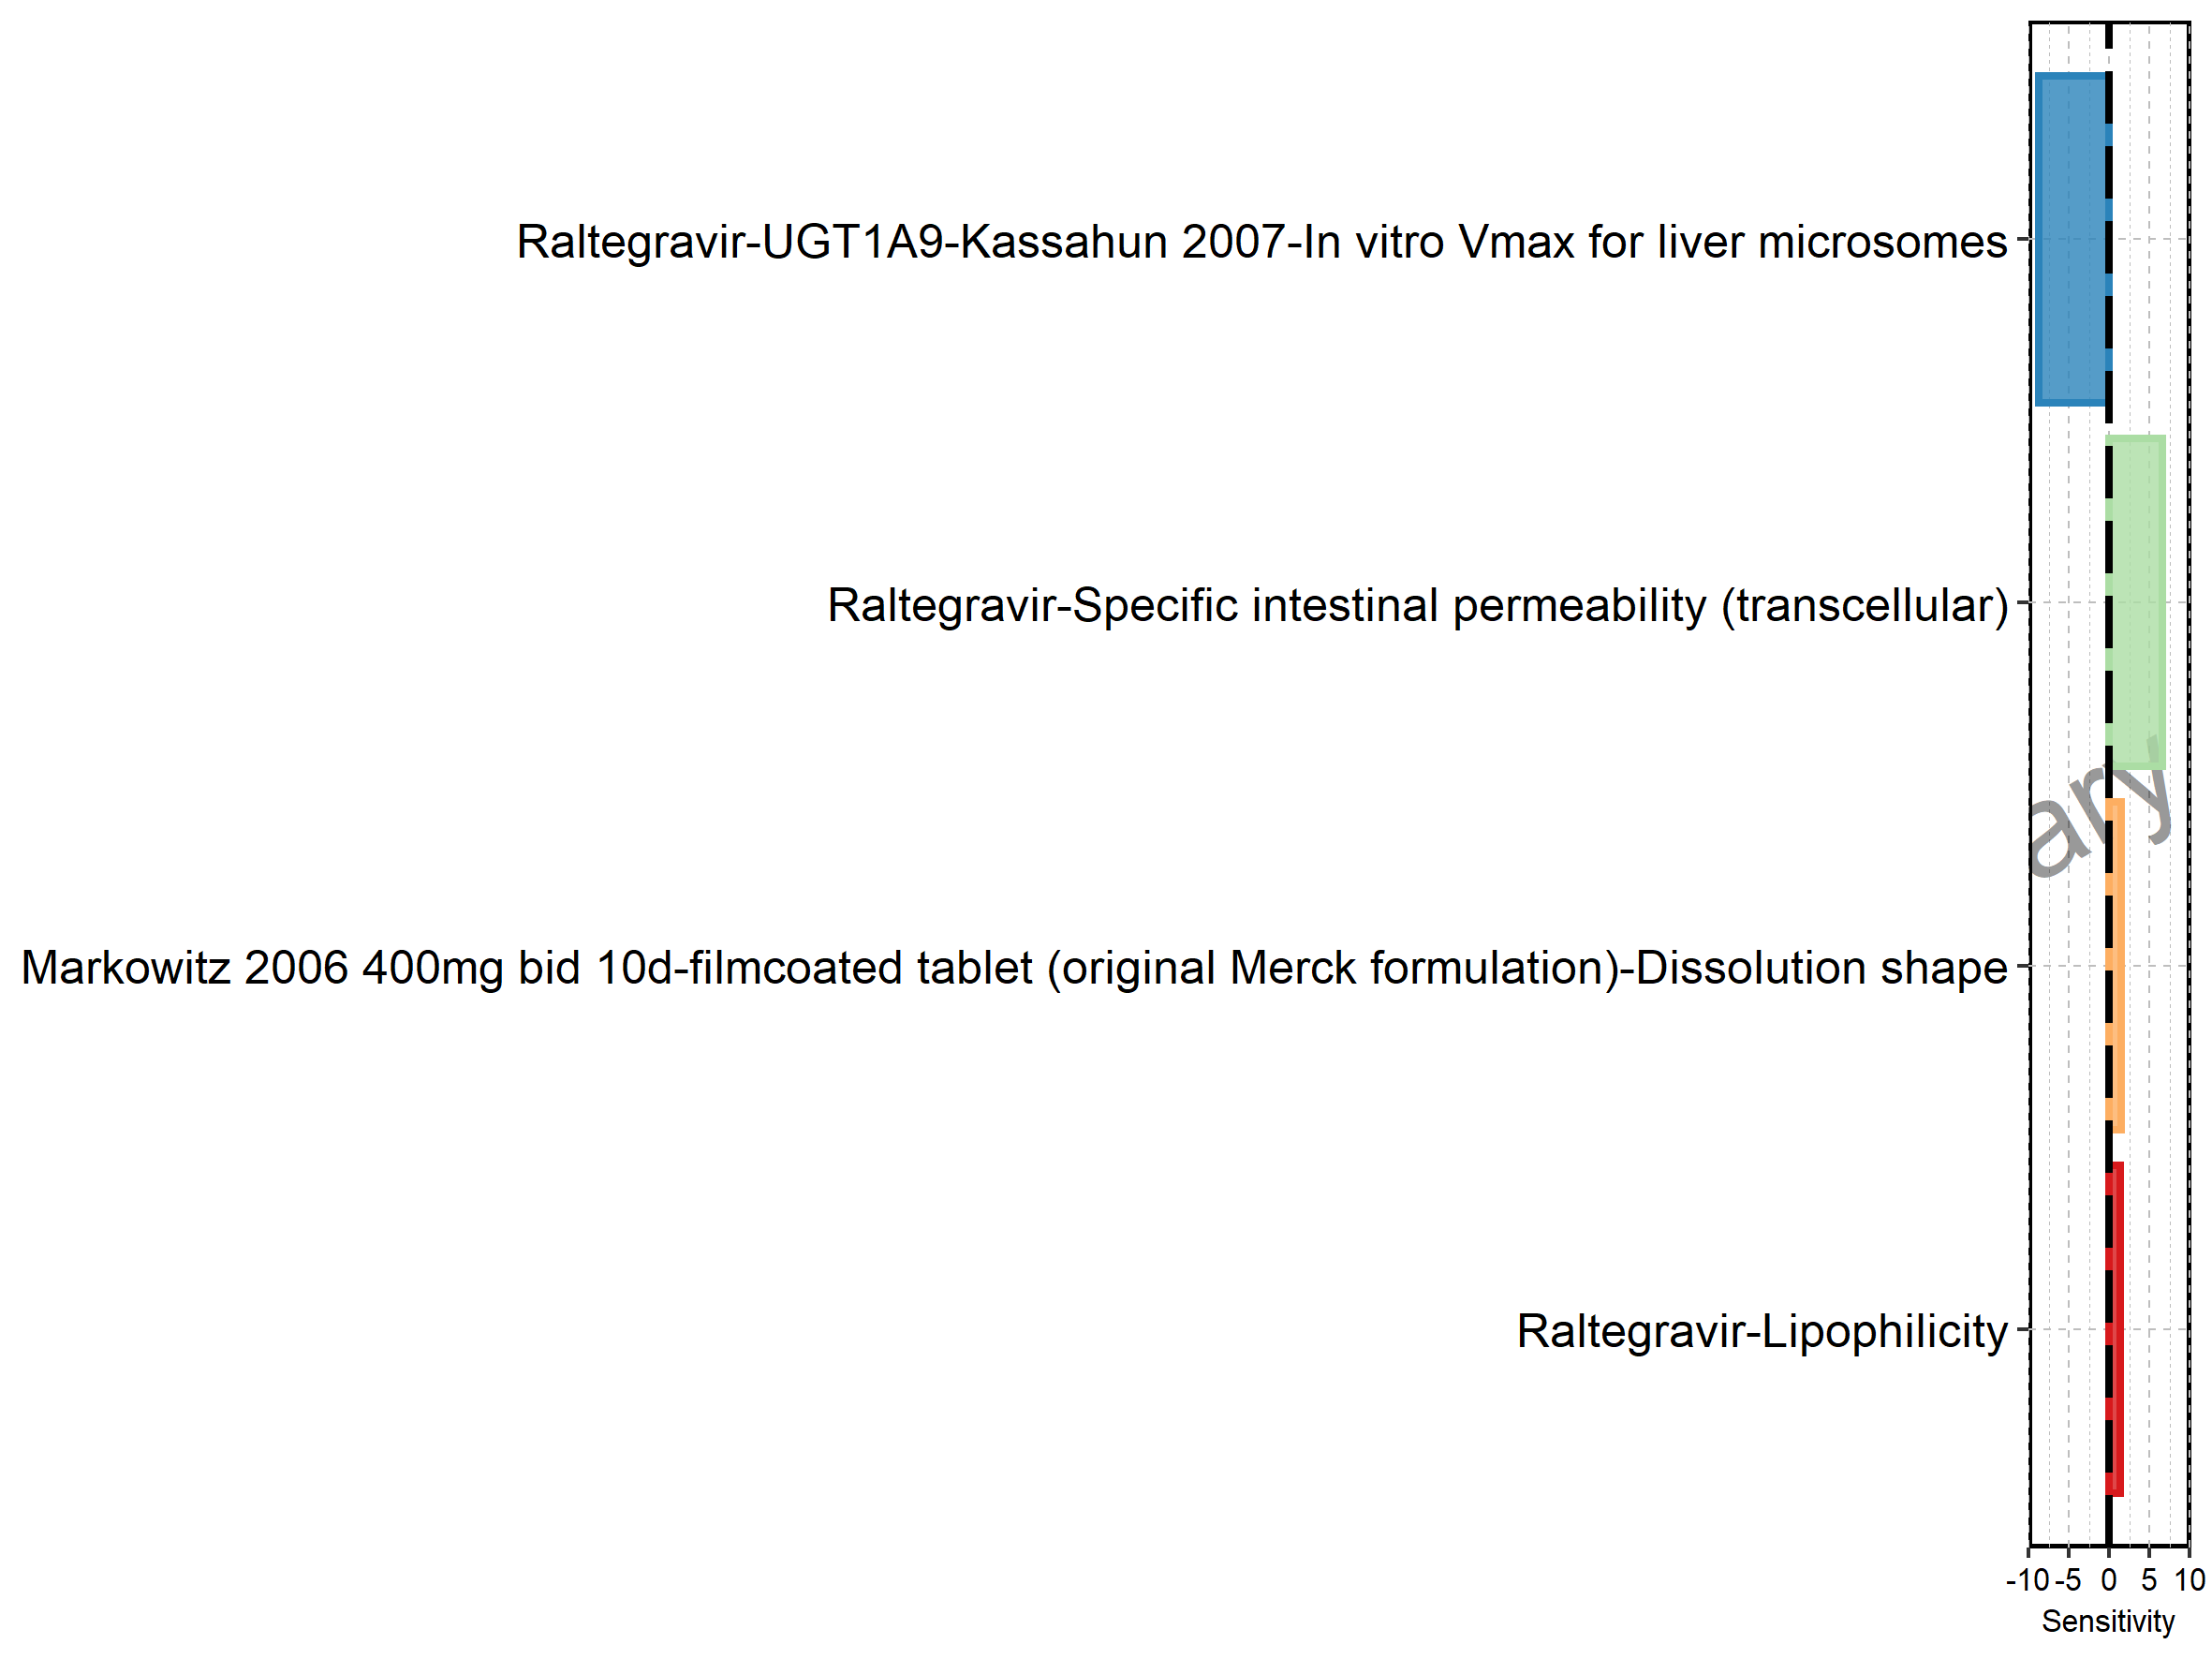 Raltegravir-UGT1A9-Kassahun 2007-In vitro Vmax for liver microsomes
Raltegravir-Specific intestinal permeability (transcellular)
ary
Markowitz 2006 400mg bid 10d-filmcoated tablet (original Merck formulation)-Dissolution shape
Raltegravir-Lipophilicity
-10 -5 0 5 10
Sensitivity